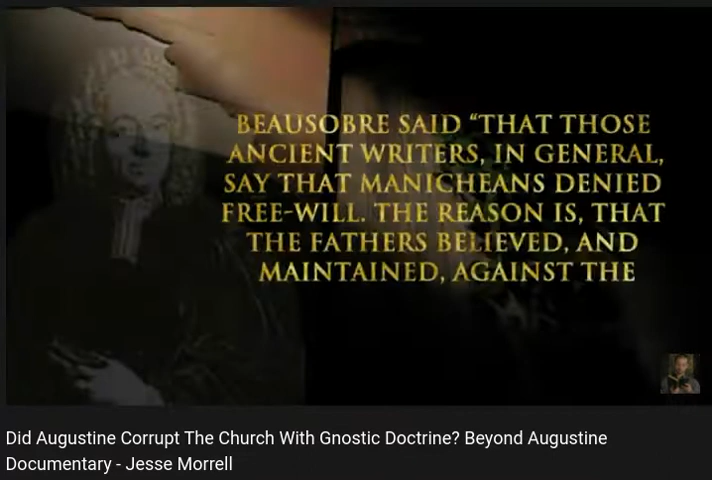 BEAUSOBRE SAID “THAT THOSE
ANCIENT WRITERS, IN GENERAL,
SAY THAT MANICHEANS DENIED
FREE-WILL. THE REASON IS, THAT
THE FATHERS BELIEVED, AND
MAINTAINED, AGAINST THE
Did Augustine Corrupt The Church With Gnostic Doctrine? Beyond Augustine
Documentary - Jesse Morrell